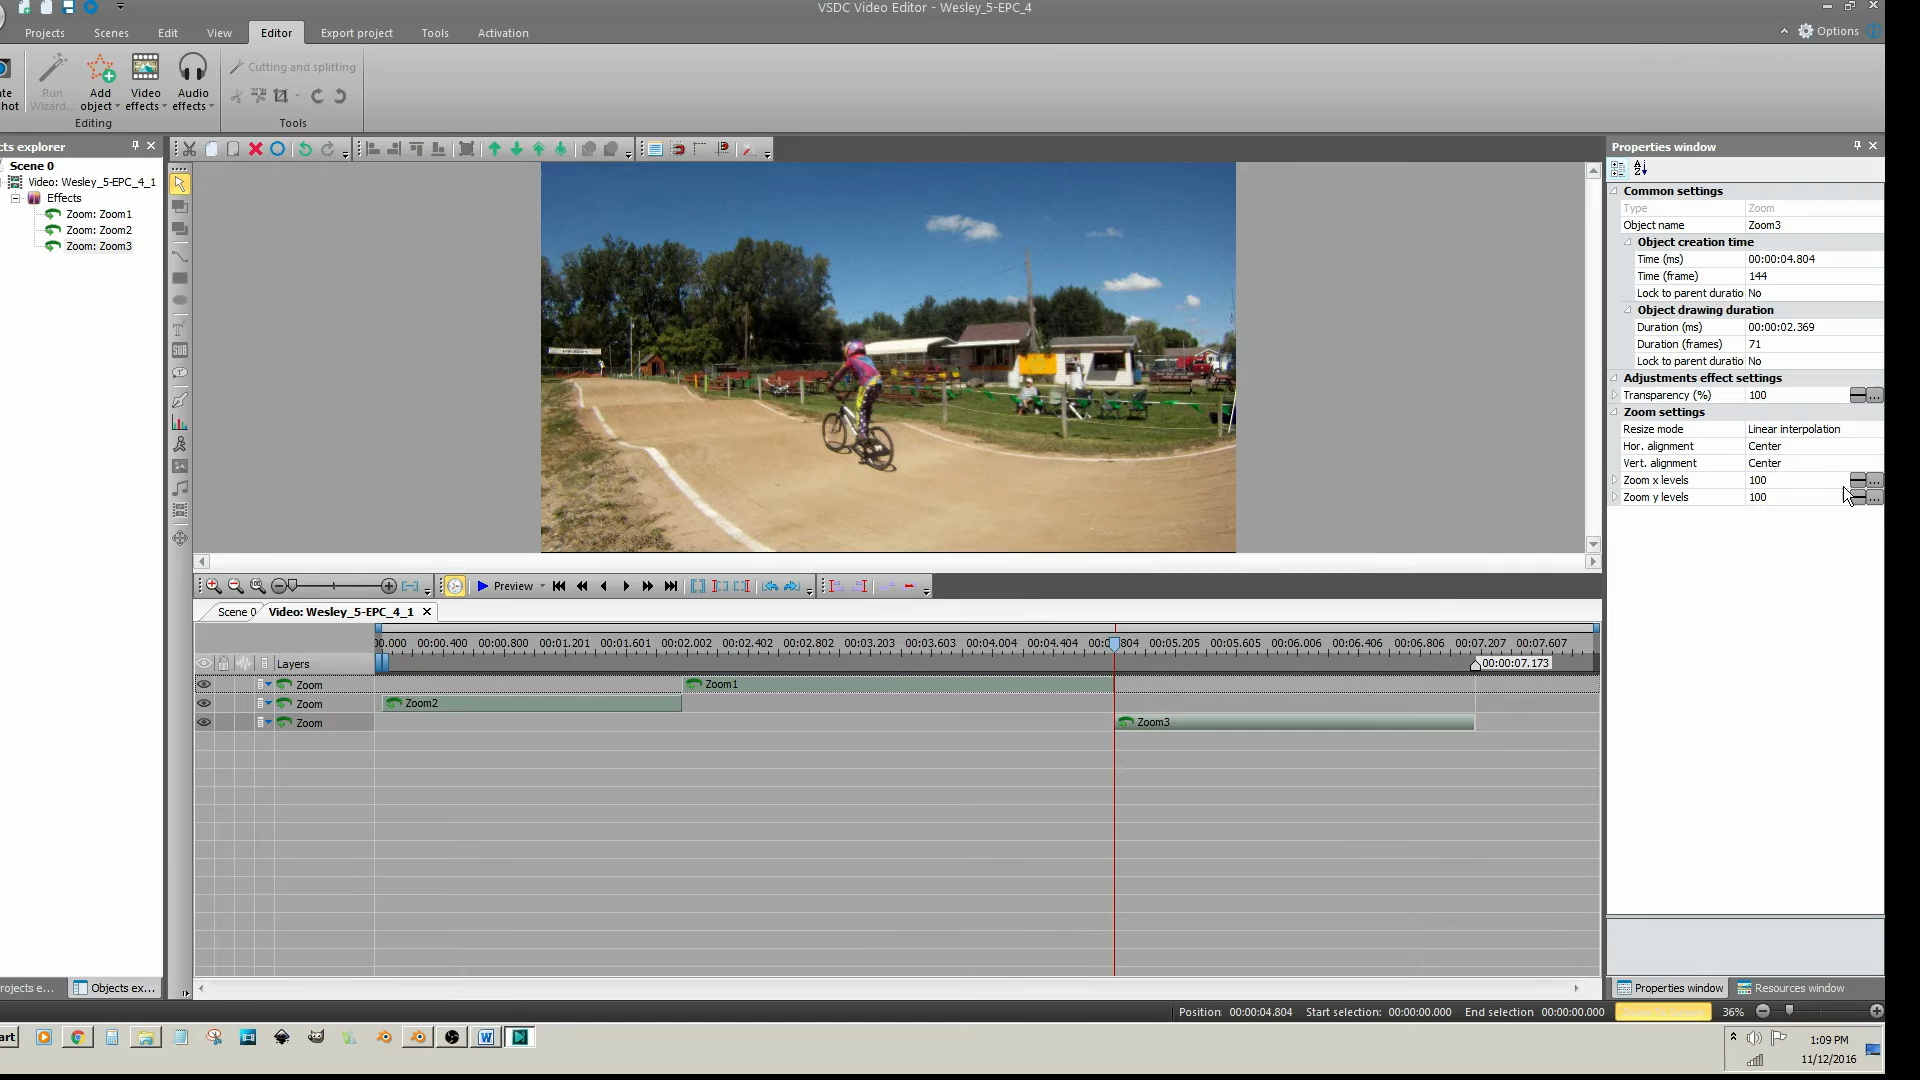 VSDC Video Editor - Wesley_5-EPC_4
Projects Scenes Edit View Editor Export project Tools Activation
Options
Run Wizard...
Add object
Video effects
Audio effects
Cutting and splitting
Editing
Tools
Scene 0
Video: Wesley_5-EPC_4_1
Effects
Zoom: Zoom1
Zoom: Zoom2
Zoom: Zoom3
SUB
Properties window
Common settings
Type Zoom
Object name Zoom3
Object creation time
Time (ms) 00:00:04.804
Time (frame) 144
Lock to parent duratio No
Object drawing duration
Duration (ms) 00:00:02.369
Duration (frames) 71
Lock to parent duratio No
Adjustments effect settings
Transparency (%) 100
Zoom settings
Resize mode Linear interpolation
Hor. alignment Center
Vert. alignment Center
Zoom x levels 100
Zoom y levels 100
Preview
Scene 0 Video: Wesley_5-EPC_4_1
00:00.400 00:00.800 00:01.201 00:01.601 00:02.002 00:02.402 00:02.802 00:03.203 00:03.603 00:04.004 00:04.404 804 00:05.205 00:05.605 00:06.006 00:06.406 00:06.806 00:07.207 00:07.607
Layers
00:00:07.173
Zoom Zoom1
Zoom Zoom2
Zoom Zoom3
Objects ex...
Properties window Resources window
Position: 00:00:04.804 Start selection: 00:00:00.000 End selection 00:00:00.000 36%
1:09 PM
11/12/2016